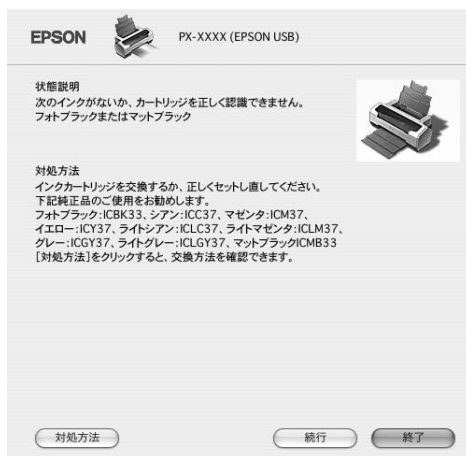 EPSON
PX-XXXX (EPSON USB)
状態説明
次のインクがないか、カートリッジを正しく認識できません。
フォトブラックまたはマットブラック
対処方法
インクカートリッジを交換するか、正しくセットし直してください。
下記純正品のご使用をお勧めします。
フォトブラック:ICBK33、シアン:ICC37、マゼンタ:ICM37、
イエロー:ICY37、ライトシアン:ICLC37、ライトマゼンタ:ICLM37、
グレー:ICGY37、ライトグレー:ICLGY37、マットブラックICMB33
[対処方法]をクリックすると、交換方法を確認できます。
対処方法
続行
終了